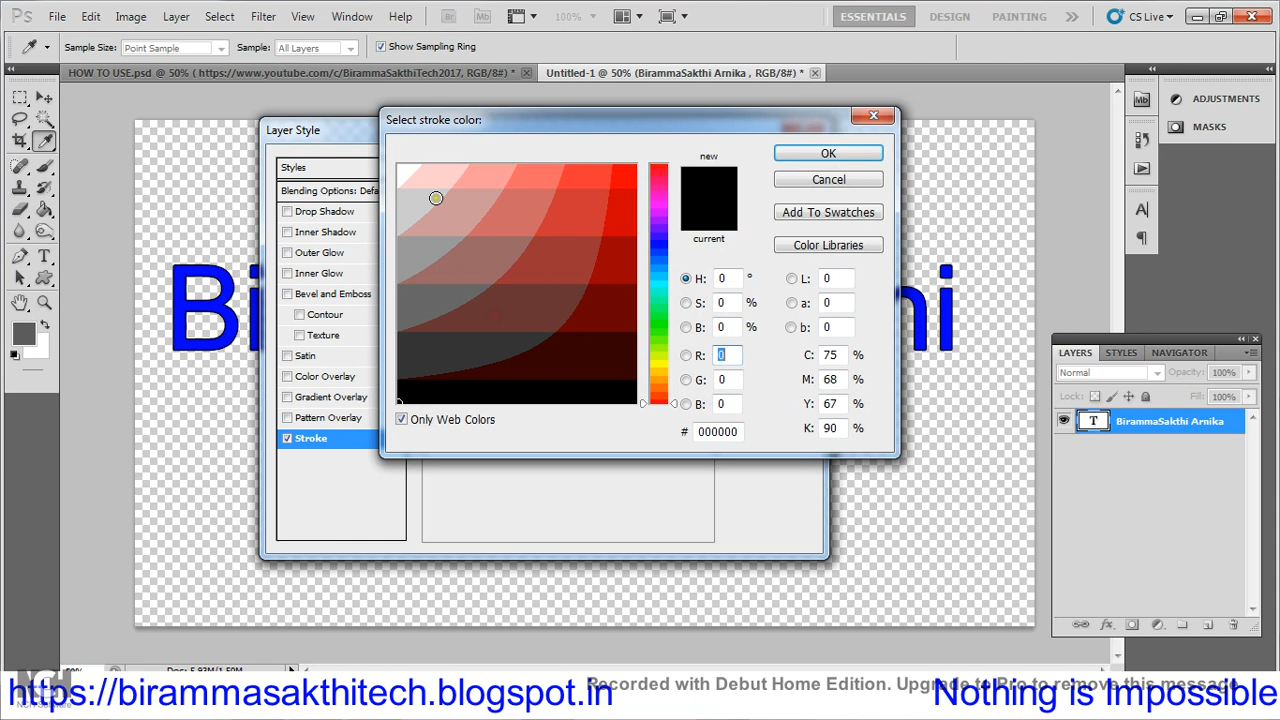 Ps File Edit Image Layer Select Filter View Window Help Br Mb 100% ESSENTIALS DESIGN PAINTING CS Live
Sample Size: Point Sample Sample: All Layers Show Sampling Ring
HOW TO USE.psd @ 50% ( https://www.youtube.com/c/BirammaSakthiTech2017, RGB/8#) *
Untitled-1 @ 50% (BirammaSakthi Arnika , RGB/8#) *
Mb ADJUSTMENTS
MASKS
Layer Style
Select stroke color:
Styles
Blending Options: Defa
Drop Shadow
Inner Shadow
Outer Glow
Inner Glow
Bevel and Emboss
Contour
Texture
Satin
Color Overlay
Gradient Overlay
Pattern Overlay
Stroke
new
current
OK
Cancel
Add To Swatches
Color Libraries
H: 0 ° L: 0
S: 0 % a: 0
B: 0 % b: 0
R: 0 C: 75 %
G: 0 M: 68 %
B: 0 Y: 67 %
# 000000 K: 90 %
Only Web Colors
LAYERS STYLES NAVIGATOR
Normal Opacity: 100%
Lock: Fill: 100%
T BirammaSakthi Arnika
https://birammasakthitech.blogspot.in
Recorded with Debut Home Edition. Upgrade to Pro to remove this message
Nothing is Impossible
NCH Software